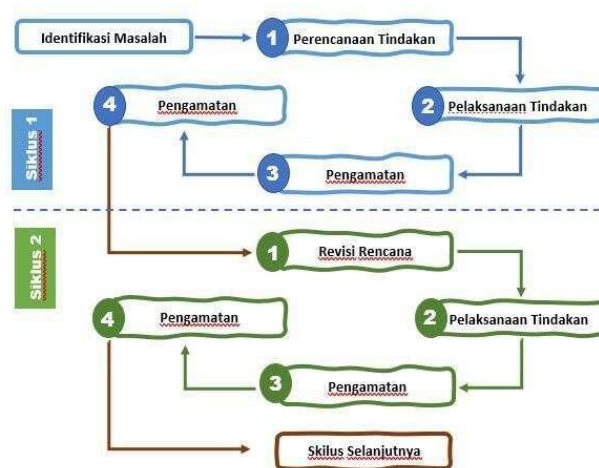 Identifikasi Masalah
1 Perencanaan Tindakan
4 Pengamatan
2 Pelaksanaan Tindakan
Siklus 1
3 Pengamatan
Siklus 2
1 Revisi Rencana
4 Pengamatan
2 Pelaksanaan Tindakan
3 Pengamatan
Skilus Selanjutnya